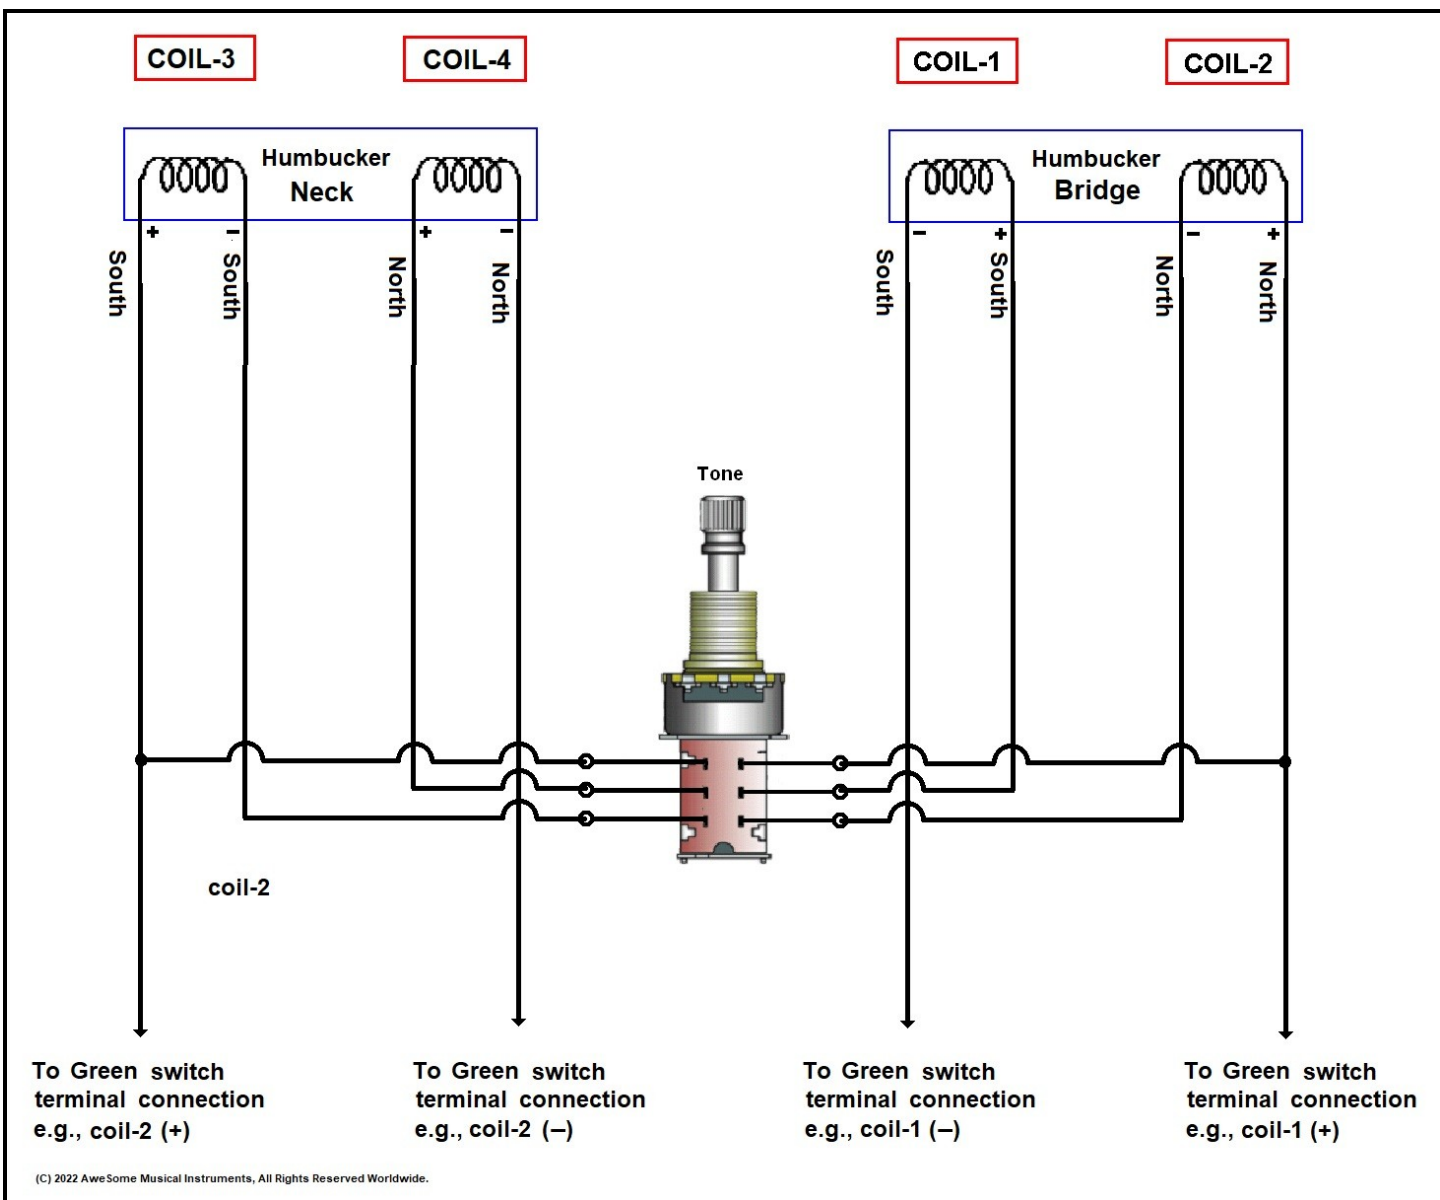 COIL-3
COIL-4
COIL-1
COIL-2
Humbucker
Neck
Humbucker
Bridge
+
–
+
–
–
+
–
+
South
South
North
North
South
South
North
North
Tone
coil-2
To Green switch
terminal connection
e.g., coil-2 (+)
To Green switch
terminal connection
e.g., coil-2 (–)
To Green switch
terminal connection
e.g., coil-1 (–)
To Green switch
terminal connection
e.g., coil-1 (+)
(C) 2022 AweSome Musical Instruments, All Rights Reserved Worldwide.